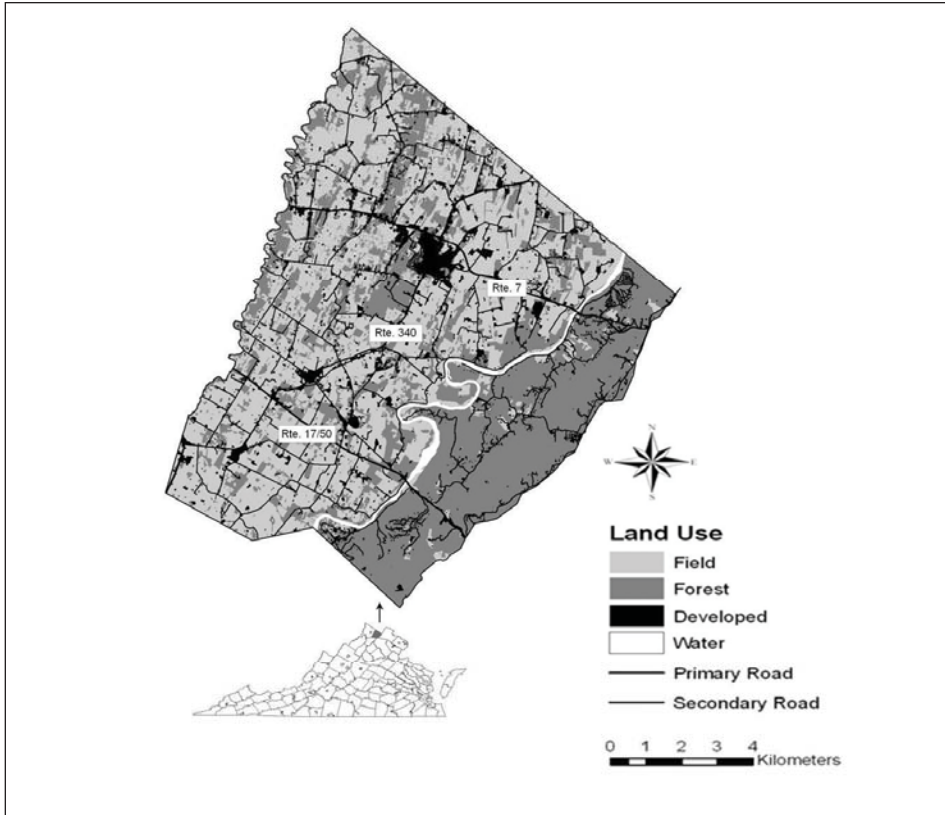 Rte. 7
Rte. 340
Rte. 17/50
N
W E
S
Land Use
Field
Forest
Developed
Water
Primary Road
Secondary Road
0 1 2 3 4
Kilometers